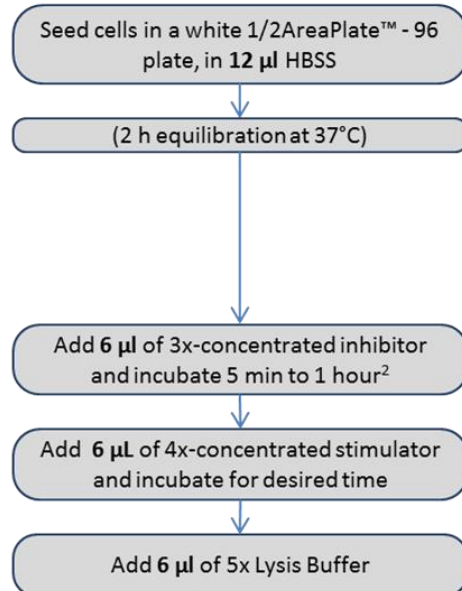 Seed cells in a white 1/2AreaPlate™ - 96
plate, in 12 µl HBSS
(2 h equilibration at 37°C)
Add 6 µl of 3x-concentrated inhibitor
and incubate 5 min to 1 hour²
Add 6 µL of 4x-concentrated stimulator
and incubate for desired time
Add 6 µl of 5x Lysis Buffer